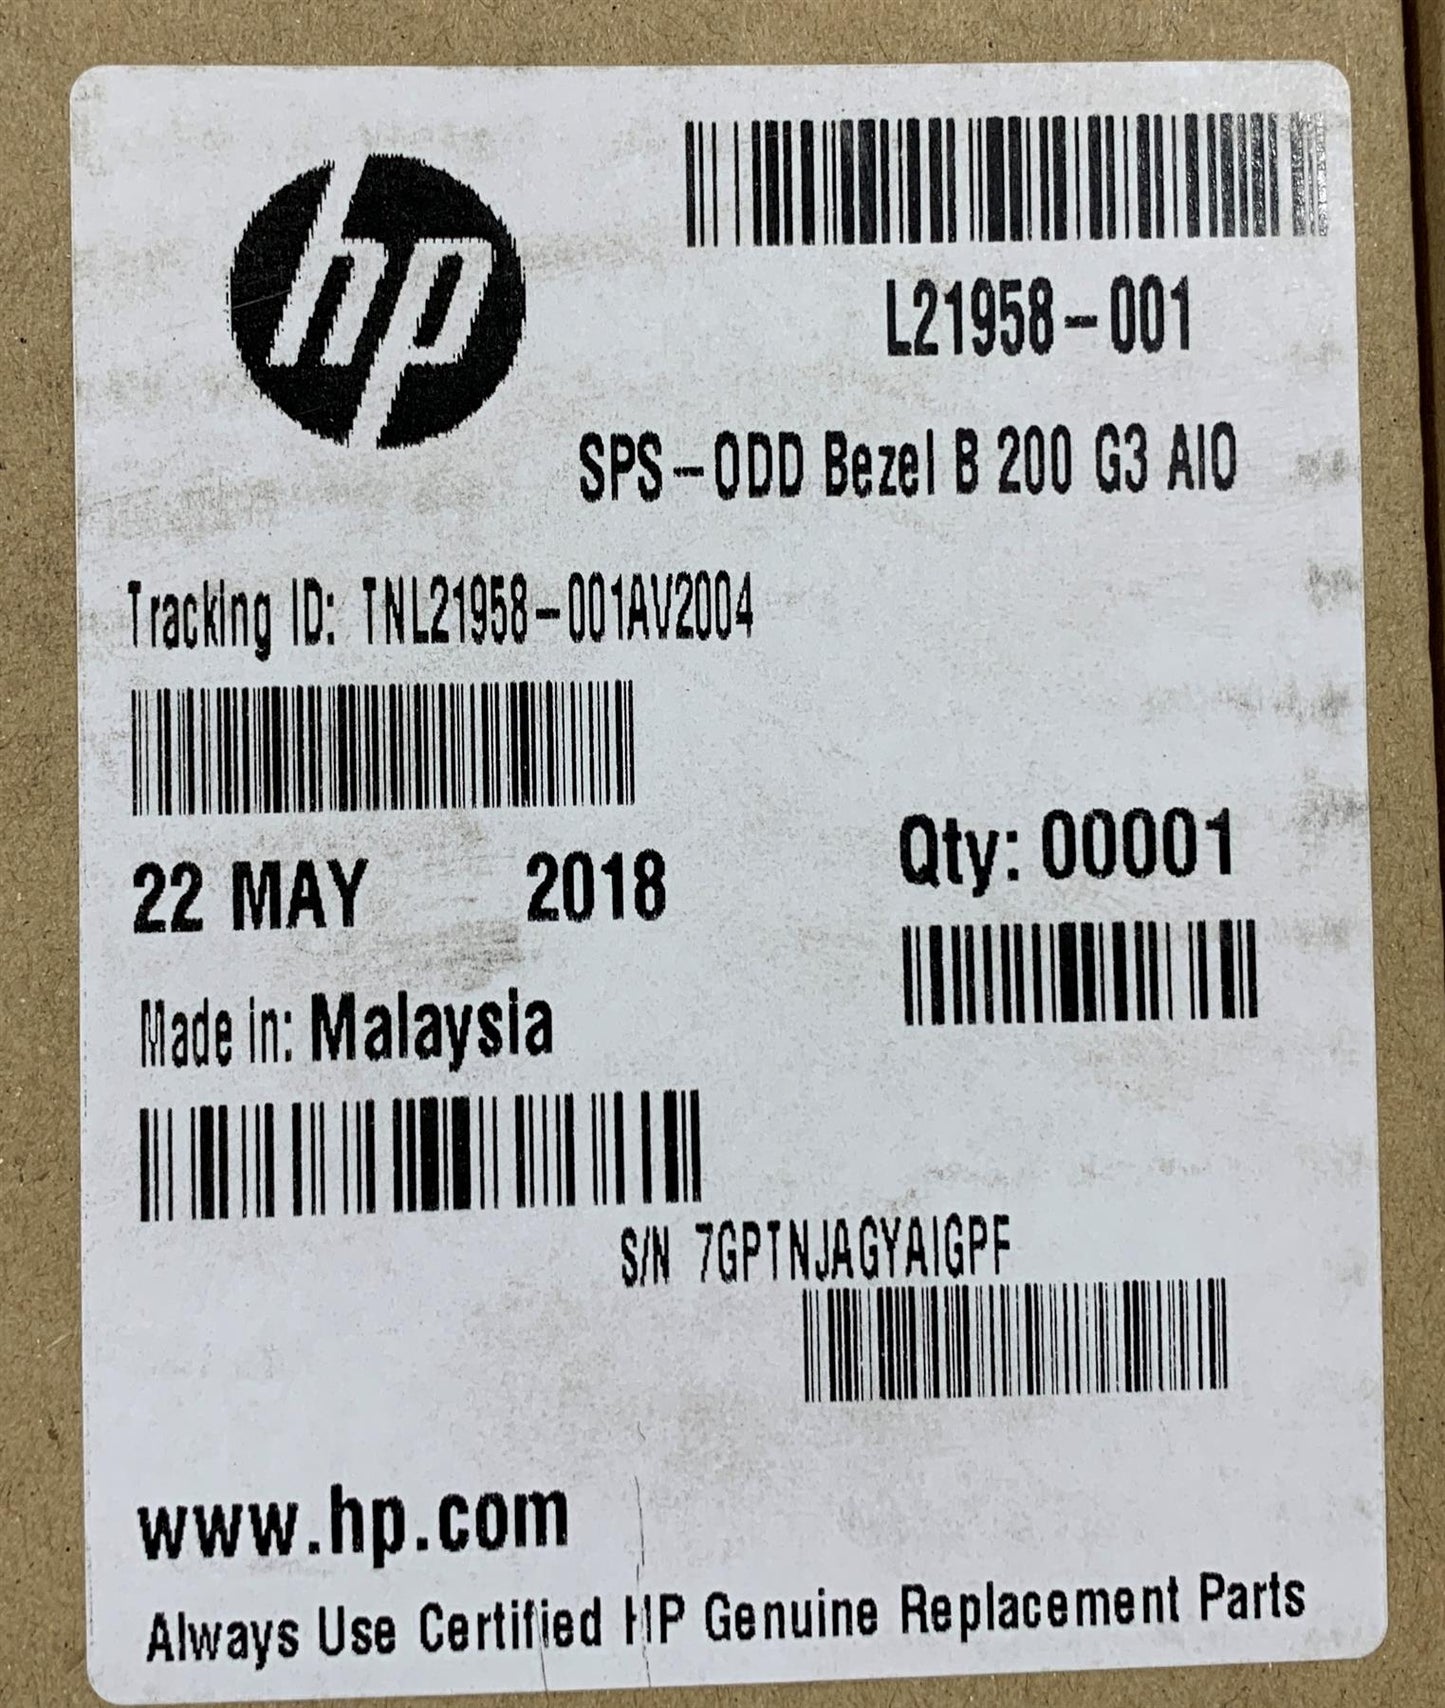 hp
L21958-001
SPS-ODD Bezel B 200 G3 AIO
Tracking ID: TNL21958-001AV2004
22 MAY 2018
Qty: 00001
Made in: Malaysia
S/N 7GPTNJAGYAIGPF
www.hp.com
Always Use Certified HP Genuine Replacement Parts